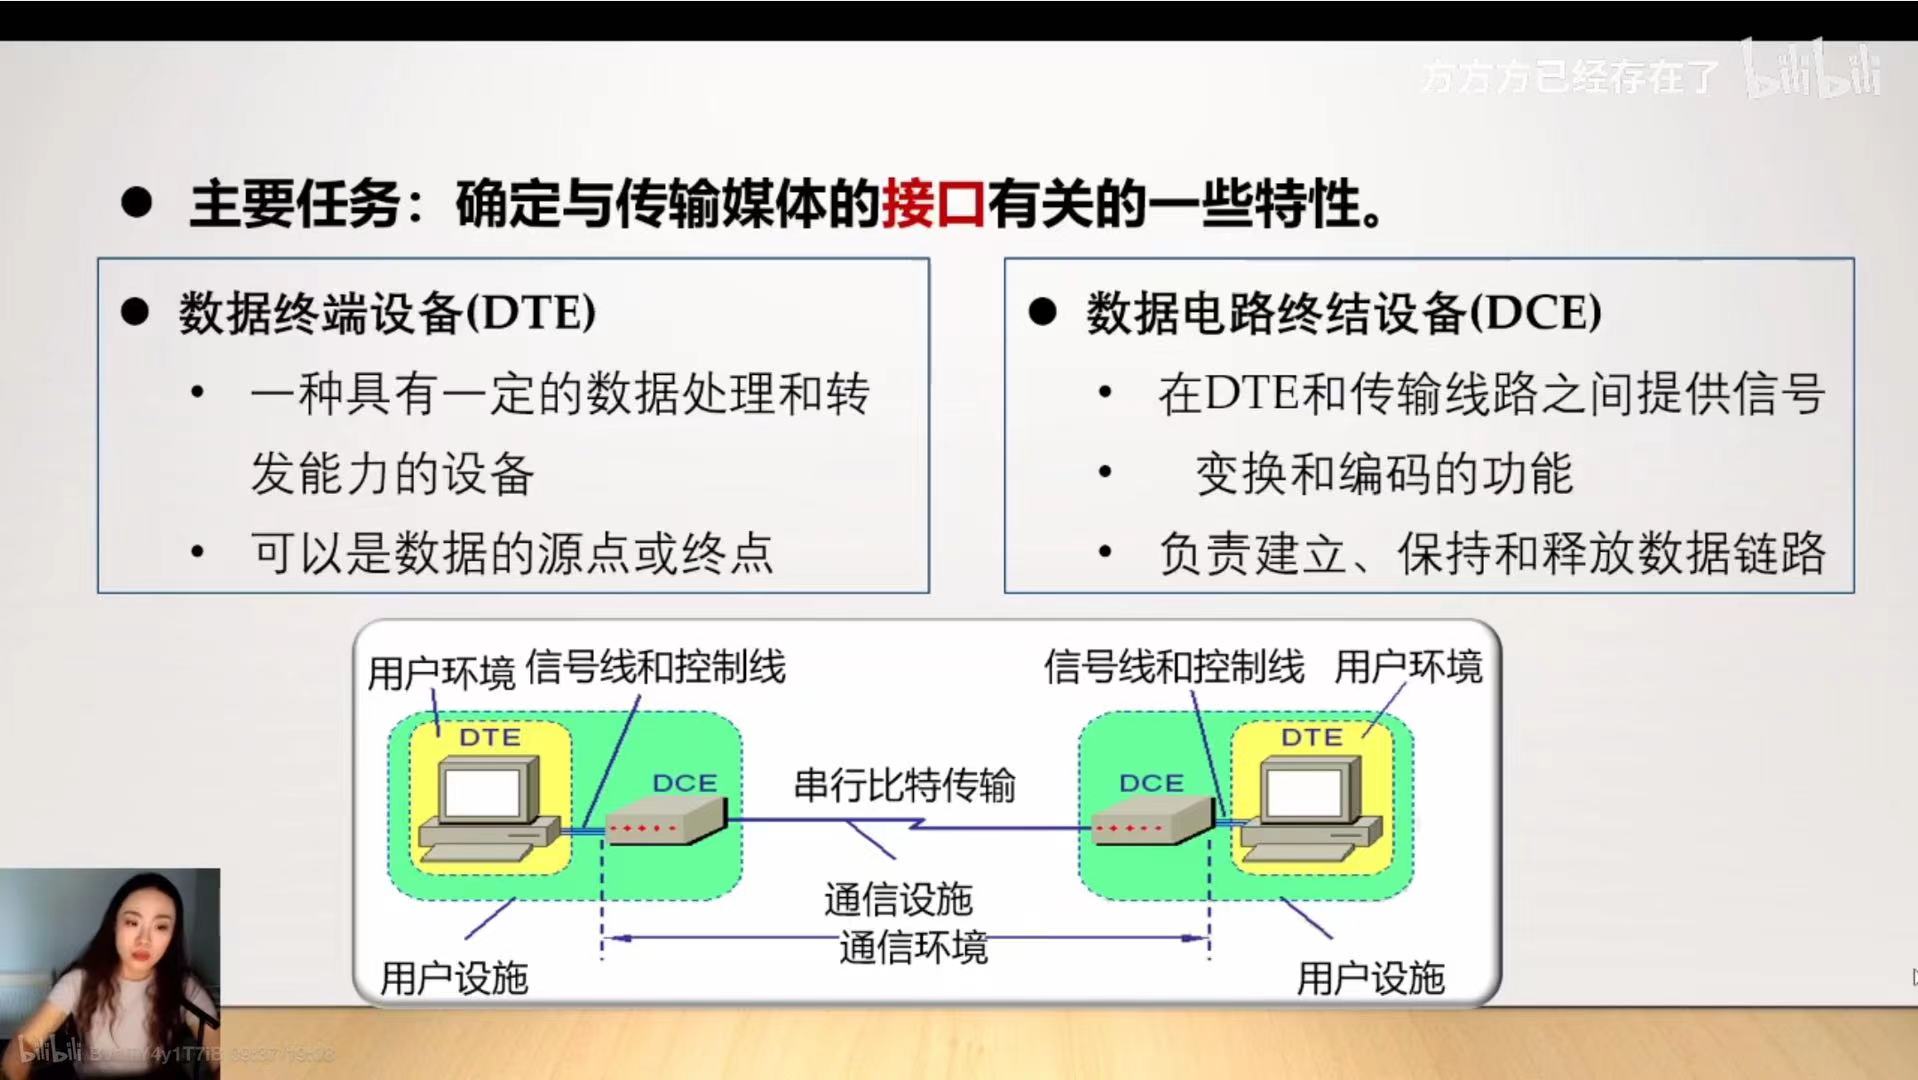 方方方已经存在了 bilibili
主要任务：确定与传输媒体的接口有关的一些特性。
数据终端设备(DTE)
一种具有一定的数据处理和转
发能力的设备
可以是数据的源点或终点
数据电路终结设备(DCE)
在DTE和传输线路之间提供信号
变换和编码的功能
负责建立、保持和释放数据链路
用户环境 信号线和控制线
信号线和控制线 用户环境
DTE
DCE
串行比特传输
DCE
DTE
通信设施
通信环境
用户设施
用户设施
bilibili